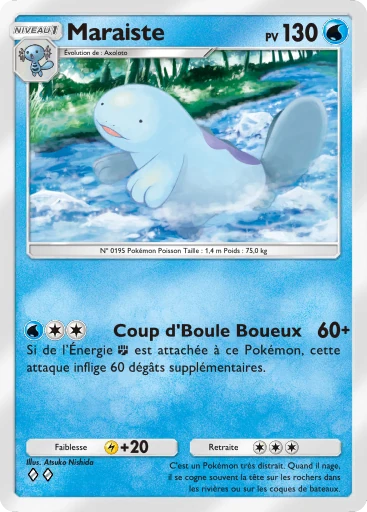 NIVEAU 1
Maraiste
PV 130
Évolution de : Axoloto
N° 0195 Pokémon Poisson Taille : 1,4 m Poids : 75,0 kg
Coup d'Boule Boueux 60+
Si de l'Énergie est attachée à ce Pokémon, cette
attaque inflige 60 dégâts supplémentaires.
Faiblesse +20
Retraite
Illus. Atsuko Nishida
C'est un Pokémon très distrait. Quand il nage,
il se cogne souvent la tête sur les rochers dans
les rivières ou sur les coques de bateaux.